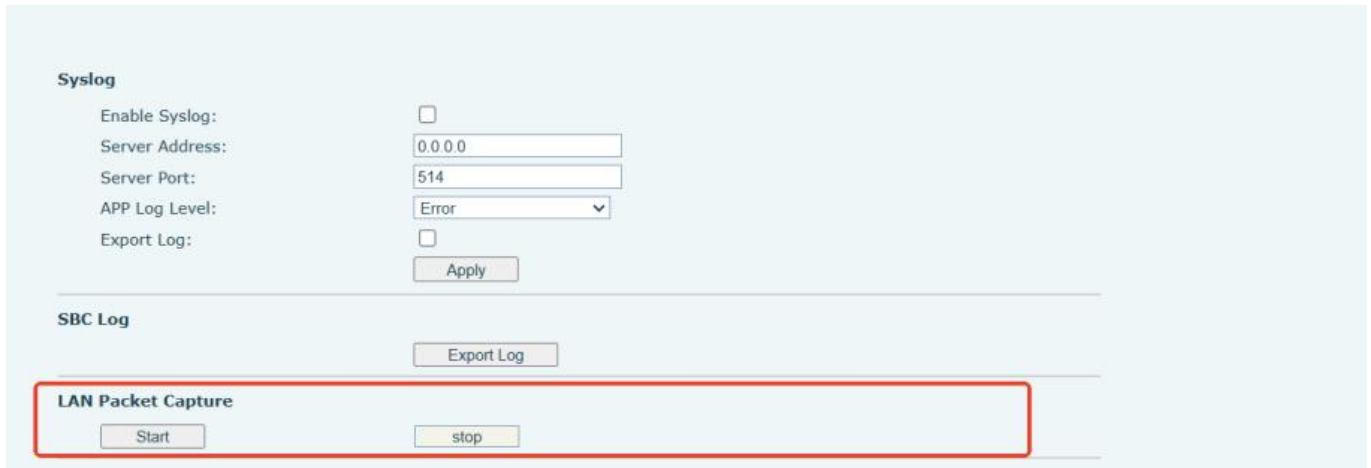 Syslog
Enable Syslog:
Server Address: 0.0.0.0
Server Port: 514
APP Log Level: Error
Export Log:
Apply
SBC Log
Export Log
LAN Packet Capture
Start stop